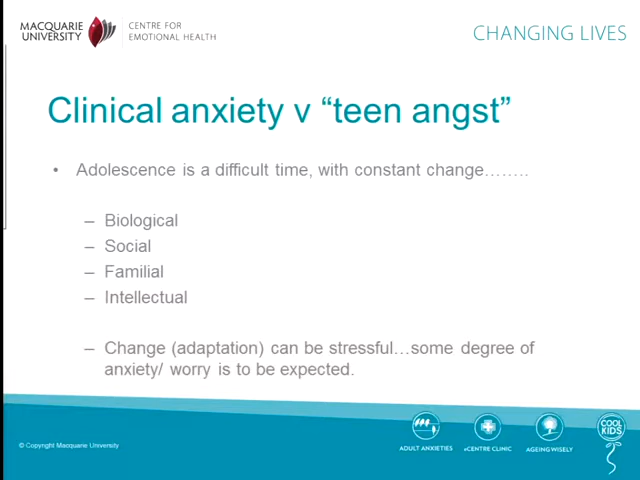 MACQUARIE
UNIVERSITY
CENTRE FOR
EMOTIONAL HEALTH
CHANGING LIVES
Clinical anxiety v “teen angst”
• Adolescence is a difficult time, with constant change……..
– Biological
– Social
– Familial
– Intellectual
– Change (adaptation) can be stressful…some degree of
anxiety/ worry is to be expected.
© Copyright Macquarie University
ADULT ANXIETIES
eCENTRE CLINIC
AGEING WISELY
COOL
KIDS